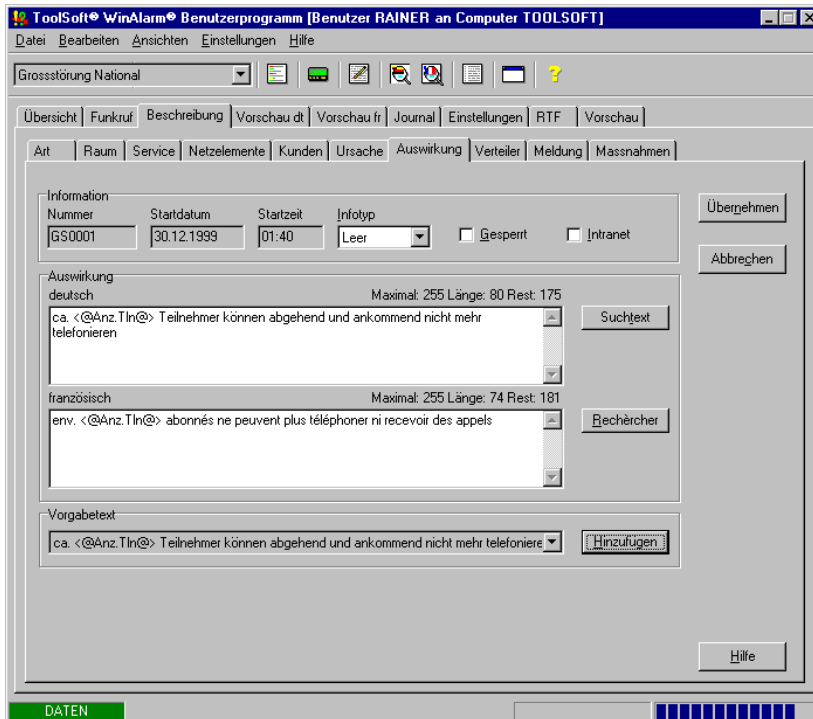 ToolSoft® WinAlarm® Benutzerprogramm [Benutzer RAINER an Computer TOOLSOFT]
Datei Bearbeiten Ansichten Einstellungen Hilfe
Grossstörung National
Übersicht Funkruf Beschreibung Vorschau dt Vorschau fr Journal Einstellungen RTF Vorschau
Art Raum Service Netzelemente Kunden Ursache Auswirkung Verteiler Meldung Massnahmen
Information
Nummer Startdatum Startzeit Infotyp
GS0001 30.12.1999 01:40 Leer Gesperrt Intranet
Übernehmen
Abbrechen
Auswirkung
deutsch Maximal: 255 Länge: 80 Rest: 175
ca. <@Anz.Tln@> Teilnehmer können abgehend und ankommend nicht mehr
telefonieren
Suchtext
französisch Maximal: 255 Länge: 74 Rest: 181
env. <@Anz.Tln@> abonnés ne peuvent plus téléphoner ni recevoir des appels
Rechèrcher
Vorgabetext
ca. <@Anz.Tln@> Teilnehmer können abgehend und ankommend nicht mehr telefoniere
Hinzufügen
Hilfe
DATEN